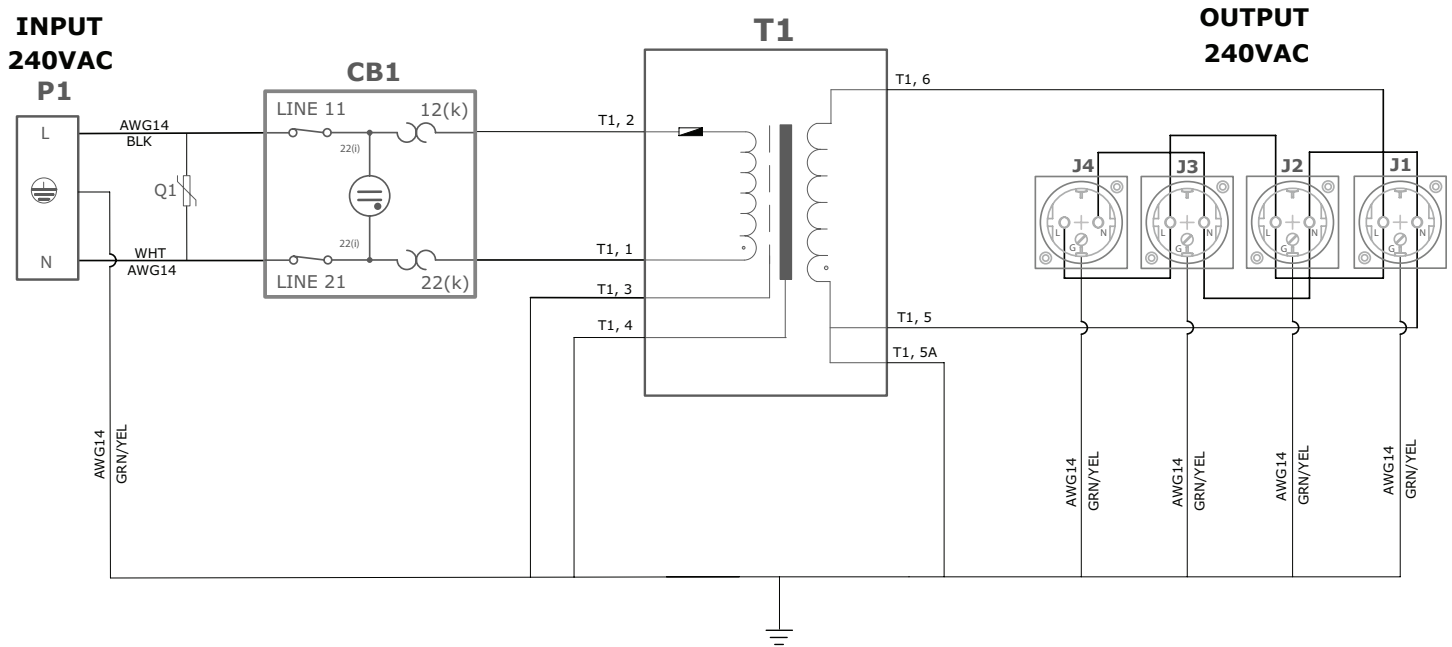 INPUT
240VAC
P1
L
N
AWG14
BLK
Q1
WHT
AWG14
CB1
LINE 11
12(k)
22(i)
22(i)
LINE 21
22(k)
T1
T1, 2
T1, 1
T1, 3
T1, 4
T1, 6
T1, 5
T1, 5A
OUTPUT
240VAC
J4
J3
J2
J1
L
N
G
L
N
G
L
N
G
L
N
G
AWG14
GRN/YEL
AWG14
GRN/YEL
AWG14
GRN/YEL
AWG14
GRN/YEL
AWG14
GRN/YEL